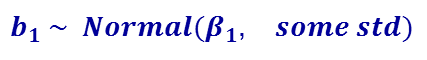 b₁ ~ Normal(β₁, some std)